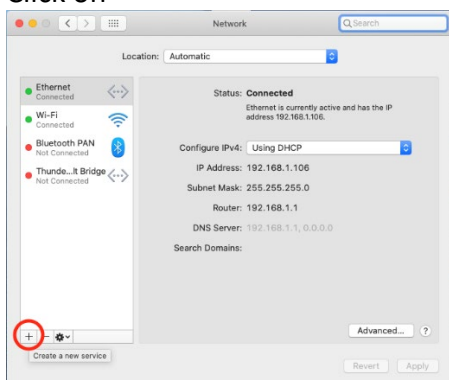 Network
Search
Location: Automatic
Ethernet
Connected
Wi-Fi
Connected
Bluetooth PAN
Not Connected
Thunde...lt Bridge
Not Connected
Status: Connected
Ethernet is currently active and has the IP
address 192.168.1.106.
Configure IPv4: Using DHCP
IP Address: 192.168.1.106
Subnet Mask: 255.255.255.0
Router: 192.168.1.1
DNS Server: 192.168.1.1, 0.0.0.0
Search Domains:
+ −
Create a new service
Advanced... ?
Revert Apply